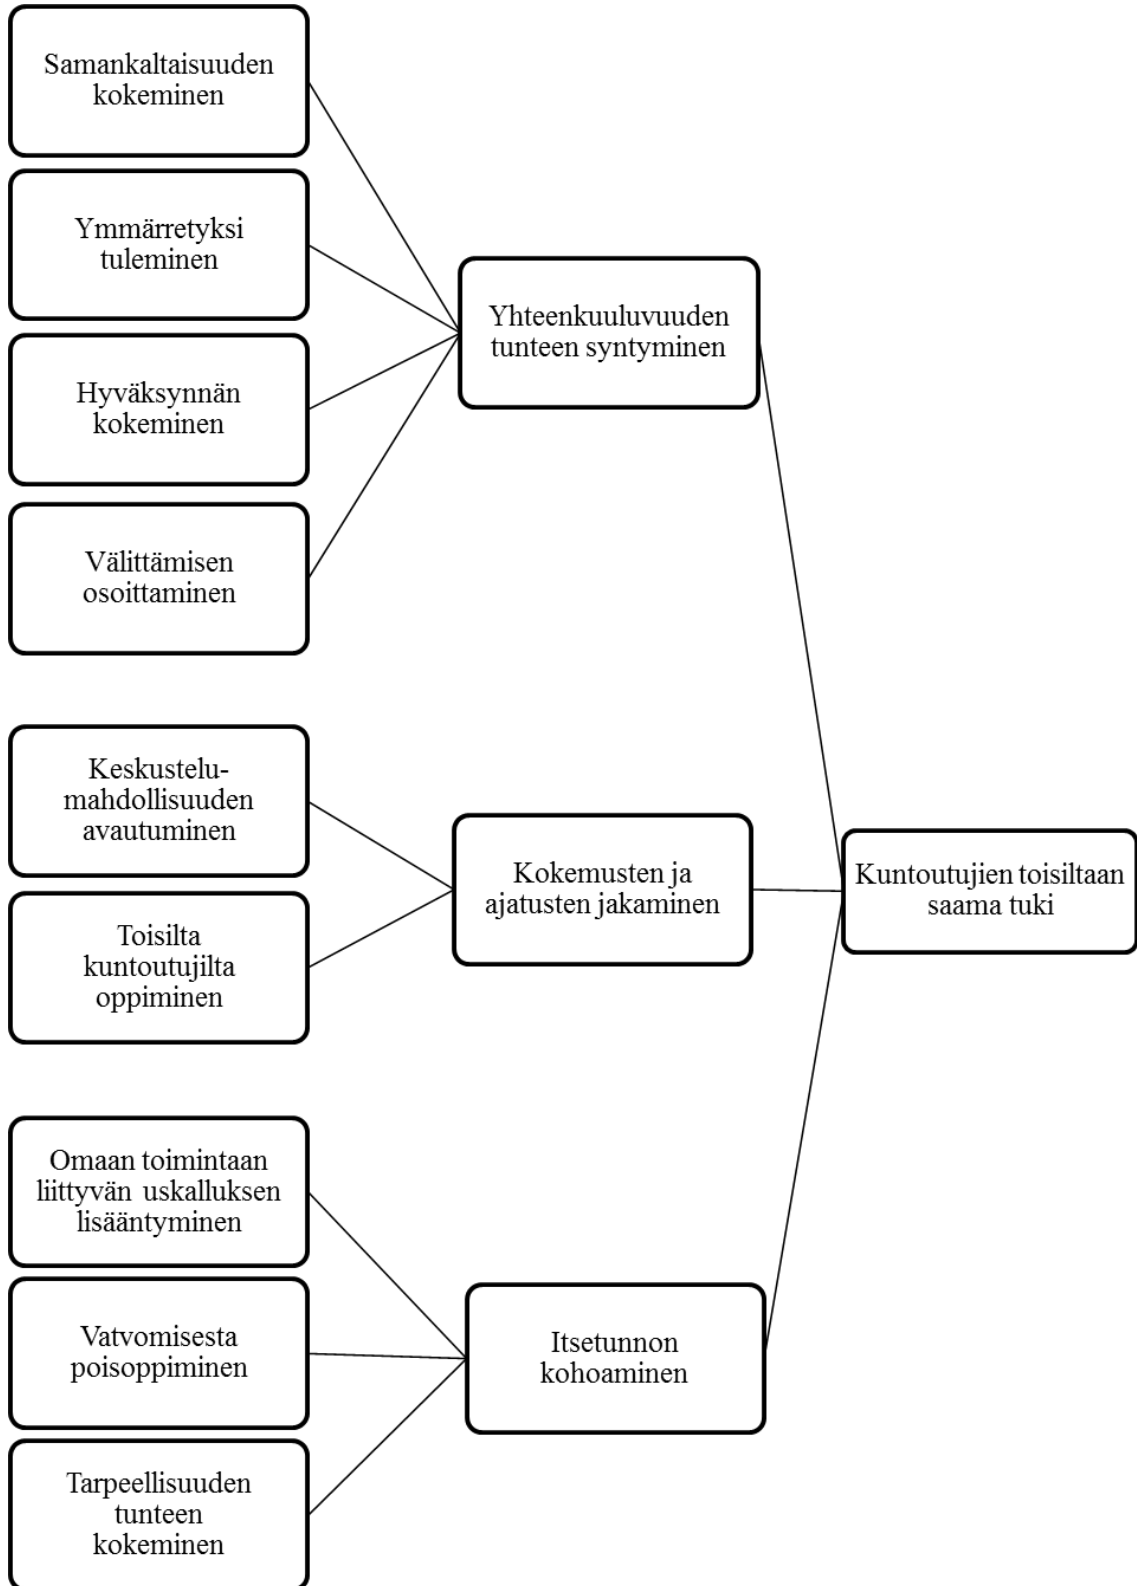 Samankaltaisuuden
kokeminen
Ymmärretyksi
tuleminen
Hyväksynnän
kokeminen
Välittämisen
osoittaminen
Yhteenkuuluvuuden
tunteen syntyminen
Keskustelu-
mahdollisuuden
avautuminen
Toisilta
kuntoutujilta
oppiminen
Kokemusten ja
ajatusten jakaminen
Kuntoutujien toisiltaan
saama tuki
Omaan toimintaan
liittyvän uskalluksen
lisääntyminen
Vatvomisesta
poisoppiminen
Tarpeellisuuden
tunteen
kokeminen
Itsetunnon
kohoaminen